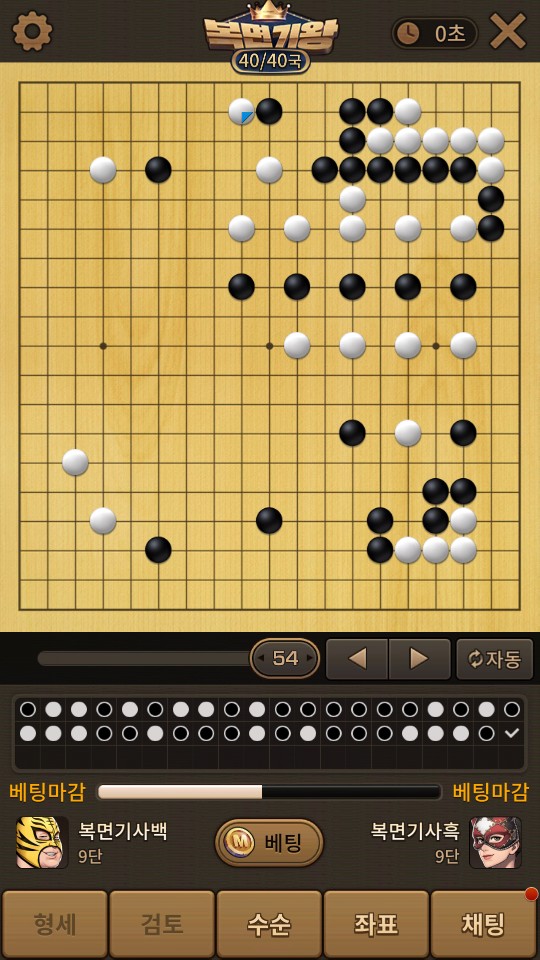 복면기왕
0초
40/40국
54
자동
베팅마감
베팅마감
복면기사백
9단
M
베팅
복면기사흑
9단
형세
검토
수순
좌표
채팅